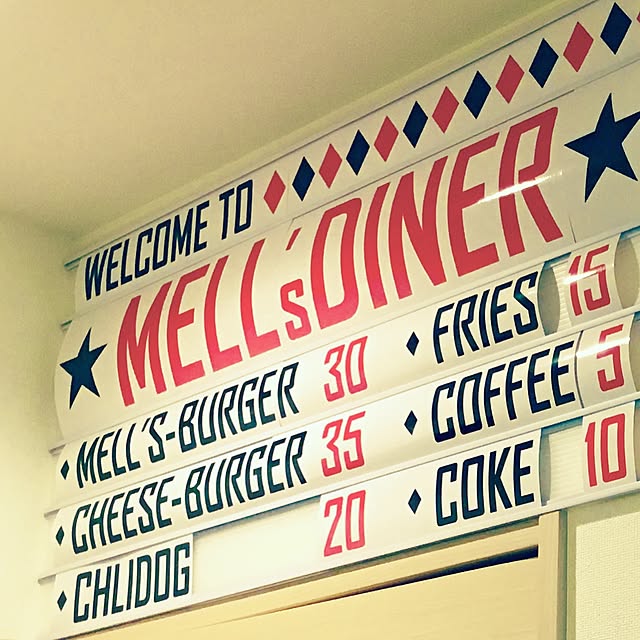 WELCOME TO
MELL'S DINER
MELL'S-BURGER 30
CHEESE-BURGER 35
CHLIDOG 20
FRIES 15
COFFEE 5
COKE 10